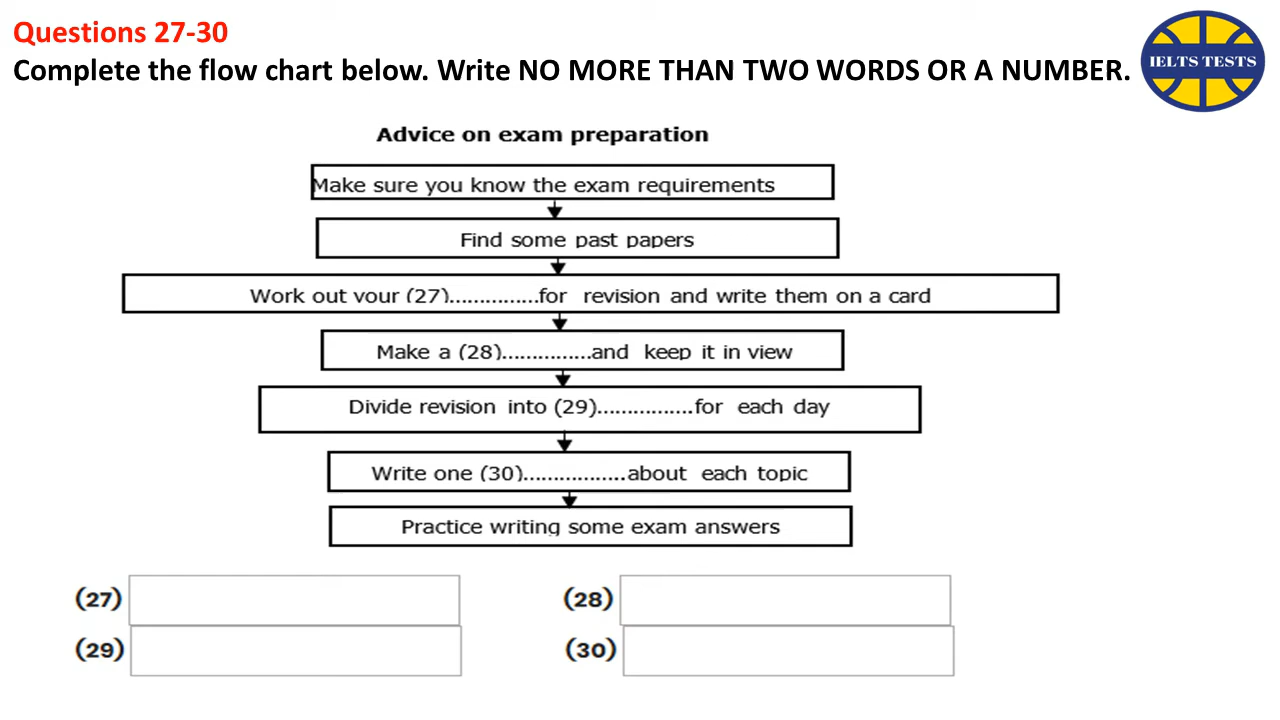 Questions 27-30
Complete the flow chart below. Write NO MORE THAN TWO WORDS OR A NUMBER.
IELTS TESTS
Advice on exam preparation
Make sure you know the exam requirements
Find some past papers
Work out your (27)...............for revision and write them on a card
Make a (28)...............and keep it in view
Divide revision into (29)................for each day
Write one (30).................about each topic
Practice writing some exam answers
(27) (28)
(29) (30)